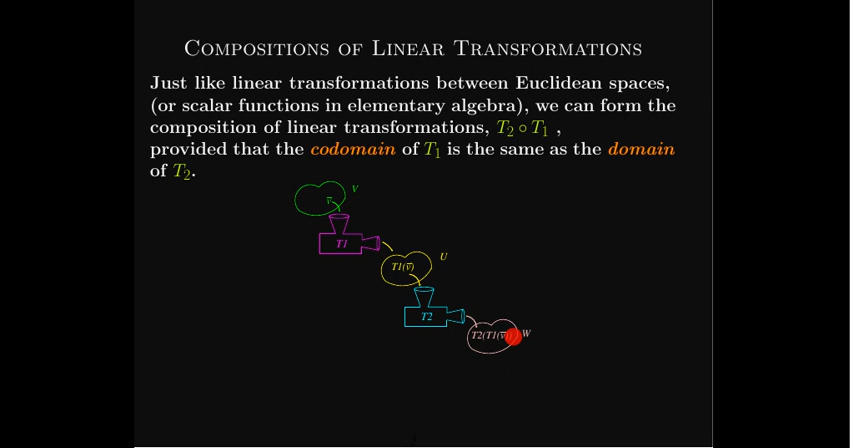 COMPOSITIONS OF LINEAR TRANSFORMATIONS
Just like linear transformations between Euclidean spaces,
(or scalar functions in elementary algebra), we can form the
composition of linear transformations, T₂ ∘ T₁ ,
provided that the codomain of T₁ is the same as the domain
of T₂.
V
v̅
T1
U
T1(v̅)
T2
T2(T1(v̅))
W